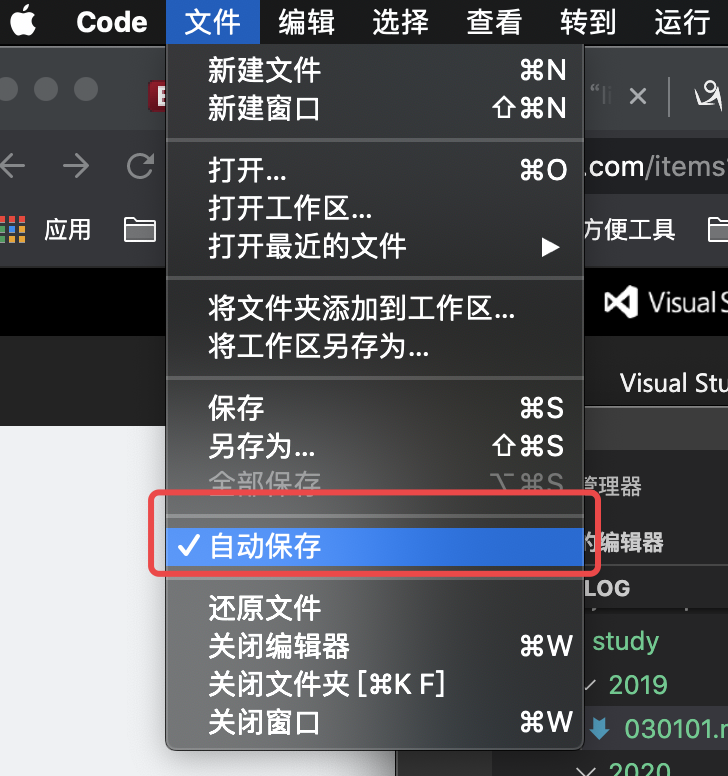 Code 文件 编辑 选择 查看 转到 运行
新建文件 ⌘N
新建窗口 ⇧⌘N
打开... ⌘O
.com/items
打开工作区...
应用
方便工具
打开最近的文件 ▶
将文件夹添加到工作区...
Visual S
将工作区另存为...
Visual Stu
保存 ⌘S
另存为... ⇧⌘S
全部保存 ⌥⌘S
管理器
✓ 自动保存
的编辑器
LOG
还原文件
关闭编辑器 ⌘W
study
关闭文件夹 [⌘K F]
2019
关闭窗口 ⌘W
030101.m
2020